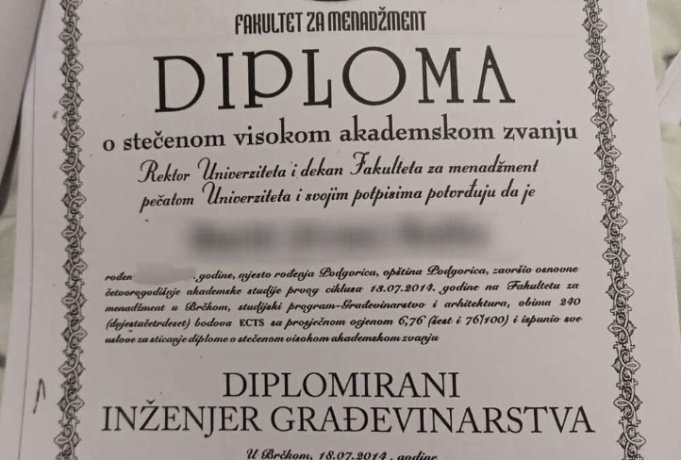 FAKULTET ZA MENADŽMENT
DIPLOMA
o stečenom visokom akademskom zvanju
Rektor Univerziteta i dekan Fakulteta za menadžment
pečatom Univerziteta i svojim potpisima potvrđuju da je
rođen godine, mjesto rođenja Podgorica, opština Podgorica, završio osnovne
četvorogodišnje akademske studije prvog ciklusa 18.07.2014. godine na Fakultetu za
menadžment u Brčkom, studijski program-Građevinarstvo i arhitektura, obima 240
(dvjestačetrdeset) bodova ECTS sa prosječnom ocjenom 6,76 (šest i 76/100) i ispunio sve
uslove za sticanje diplome o stečenom visokom akademskom zvanju
DIPLOMIRANI
INŽENJER GRAĐEVINARSTVA
U Brčkom, 18.07.2014. godine